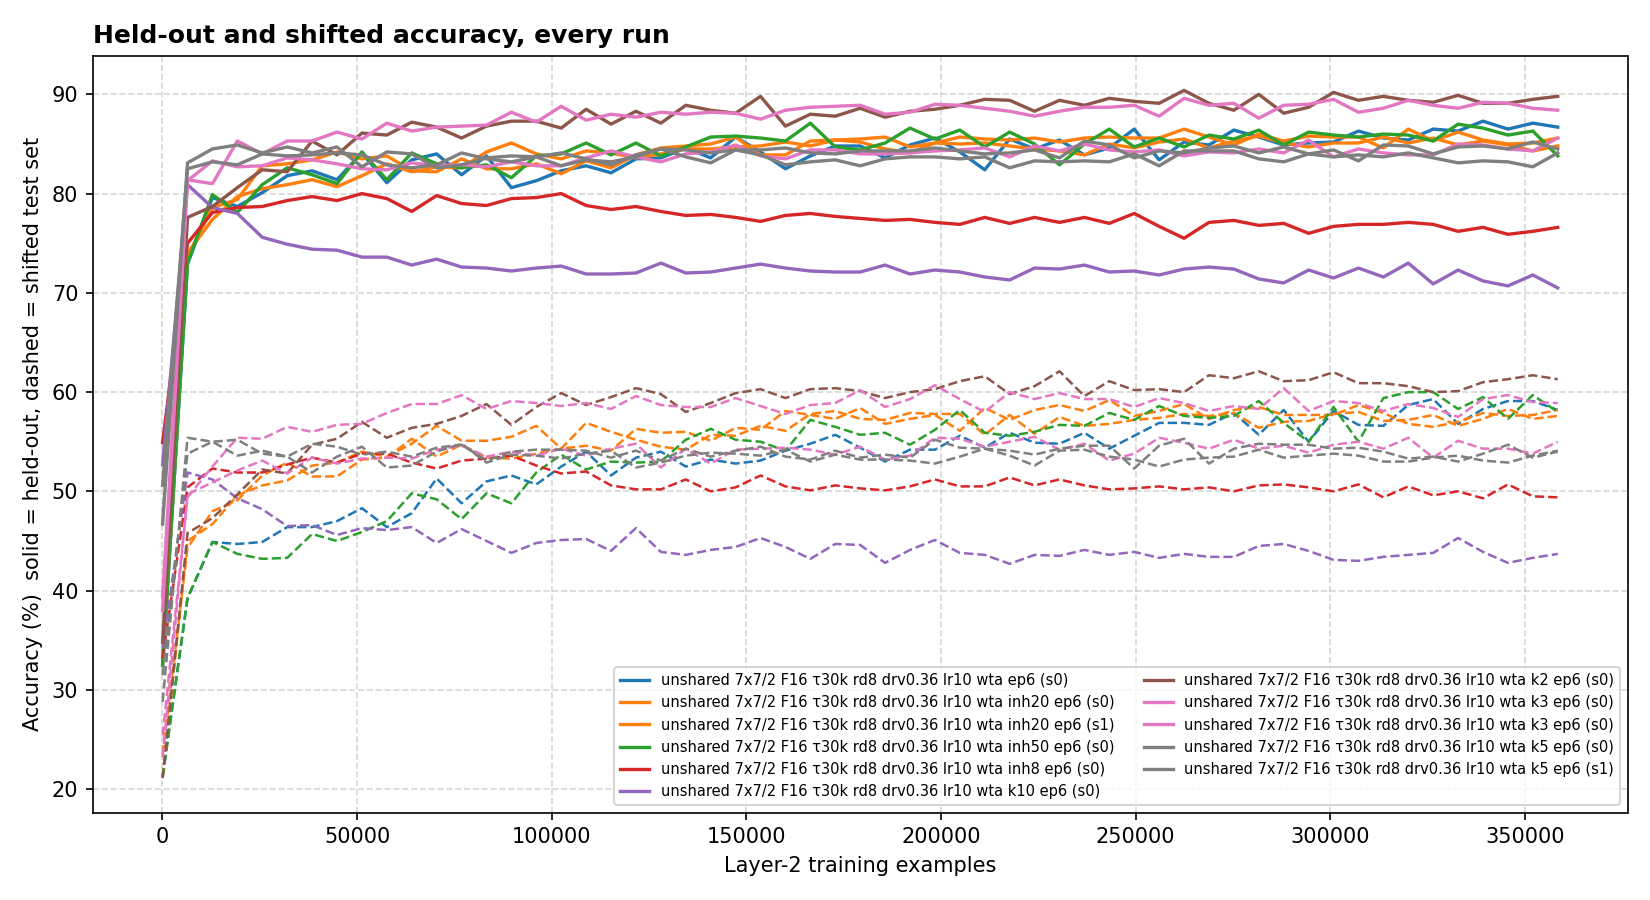 Held-out and shifted accuracy, every run
Accuracy (%)  solid = held-out, dashed = shifted test set
90
80
70
60
50
40
30
20
0
50000
100000
150000
200000
250000
300000
350000
Layer-2 training examples
unshared 7x7/2 F16 τ30k rd8 drv0.36 lr10 wta ep6 (s0)
unshared 7x7/2 F16 τ30k rd8 drv0.36 lr10 wta inh20 ep6 (s0)
unshared 7x7/2 F16 τ30k rd8 drv0.36 lr10 wta inh20 ep6 (s1)
unshared 7x7/2 F16 τ30k rd8 drv0.36 lr10 wta inh50 ep6 (s0)
unshared 7x7/2 F16 τ30k rd8 drv0.36 lr10 wta inh8 ep6 (s0)
unshared 7x7/2 F16 τ30k rd8 drv0.36 lr10 wta k10 ep6 (s0)
unshared 7x7/2 F16 τ30k rd8 drv0.36 lr10 wta k2 ep6 (s0)
unshared 7x7/2 F16 τ30k rd8 drv0.36 lr10 wta k3 ep6 (s0)
unshared 7x7/2 F16 τ30k rd8 drv0.36 lr10 wta k3 ep6 (s0)
unshared 7x7/2 F16 τ30k rd8 drv0.36 lr10 wta k5 ep6 (s0)
unshared 7x7/2 F16 τ30k rd8 drv0.36 lr10 wta k5 ep6 (s1)